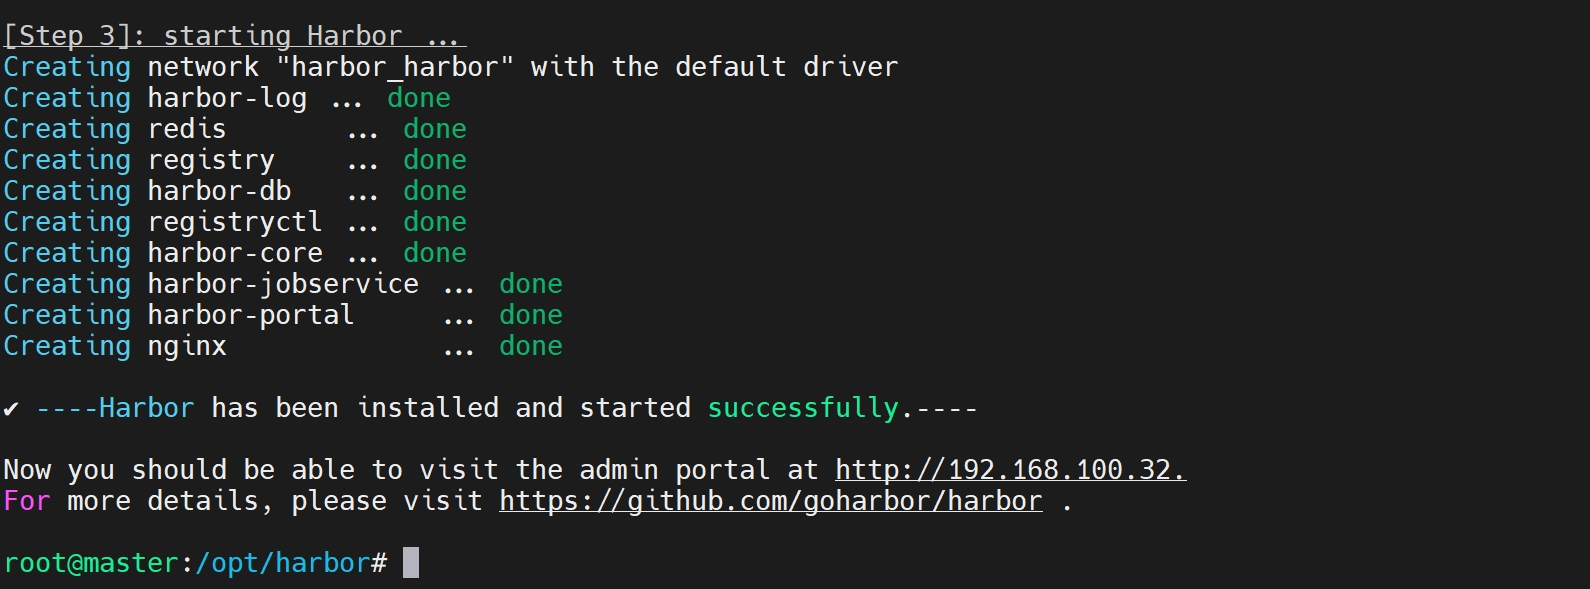 [Step 3]: starting Harbor ...
Creating network "harbor_harbor" with the default driver
Creating harbor-log ... done
Creating redis ... done
Creating registry ... done
Creating harbor-db ... done
Creating registryctl ... done
Creating harbor-core ... done
Creating harbor-jobservice ... done
Creating harbor-portal ... done
Creating nginx ... done
✔ ----Harbor has been installed and started successfully.----
Now you should be able to visit the admin portal at http://192.168.100.32.
For more details, please visit https://github.com/goharbor/harbor .
root@master:/opt/harbor#